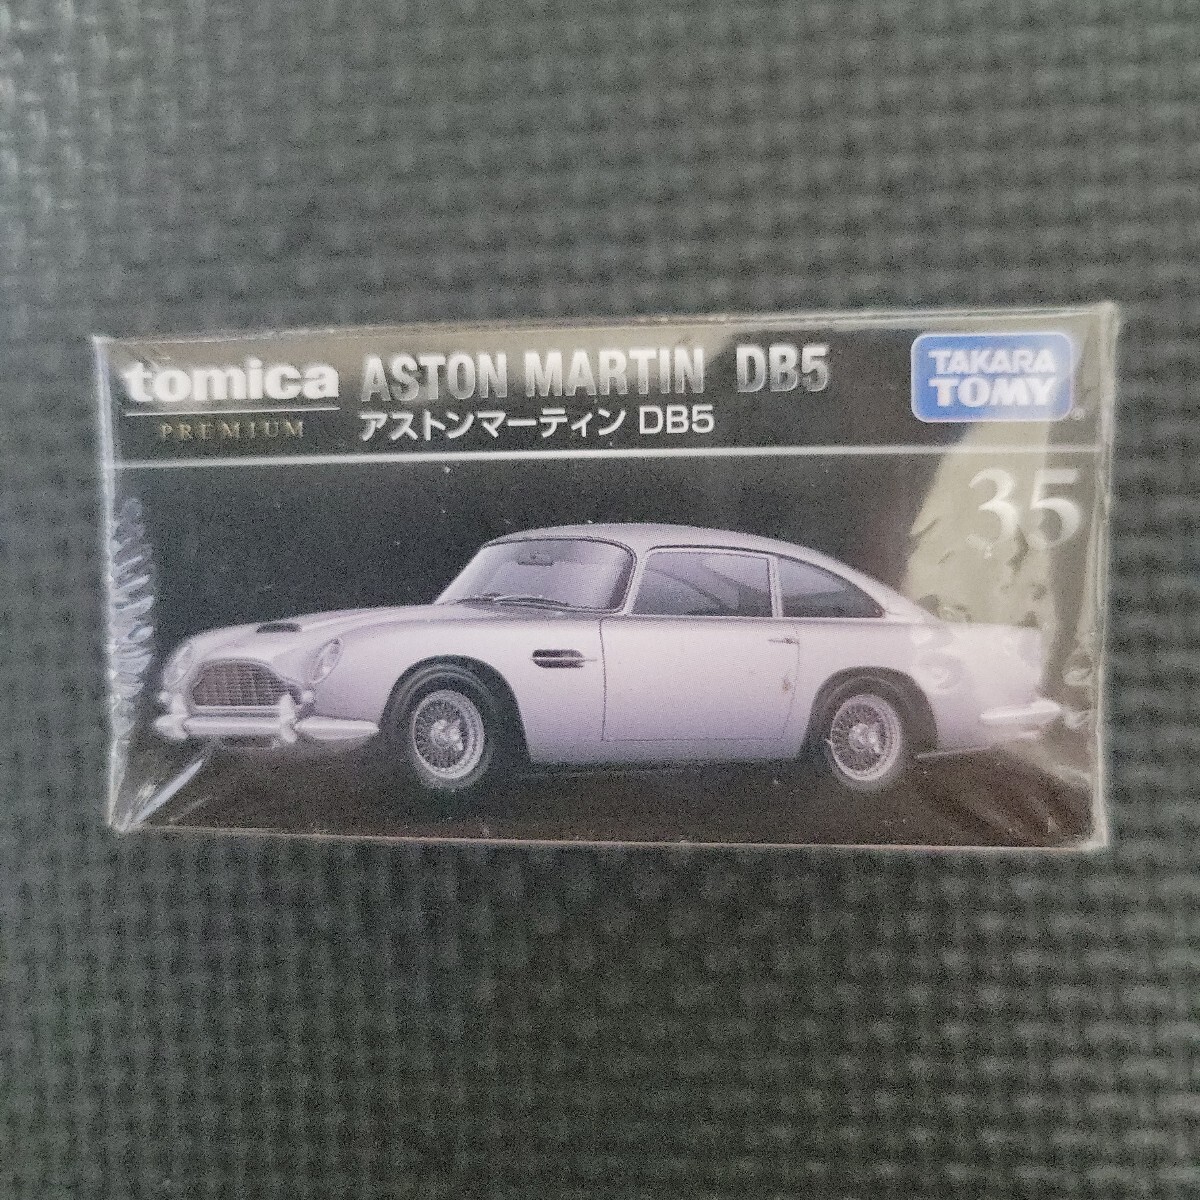 tomica
PREMIUM
ASTON MARTIN DB5
アストンマーティン DB5
TAKARA
TOMY
35